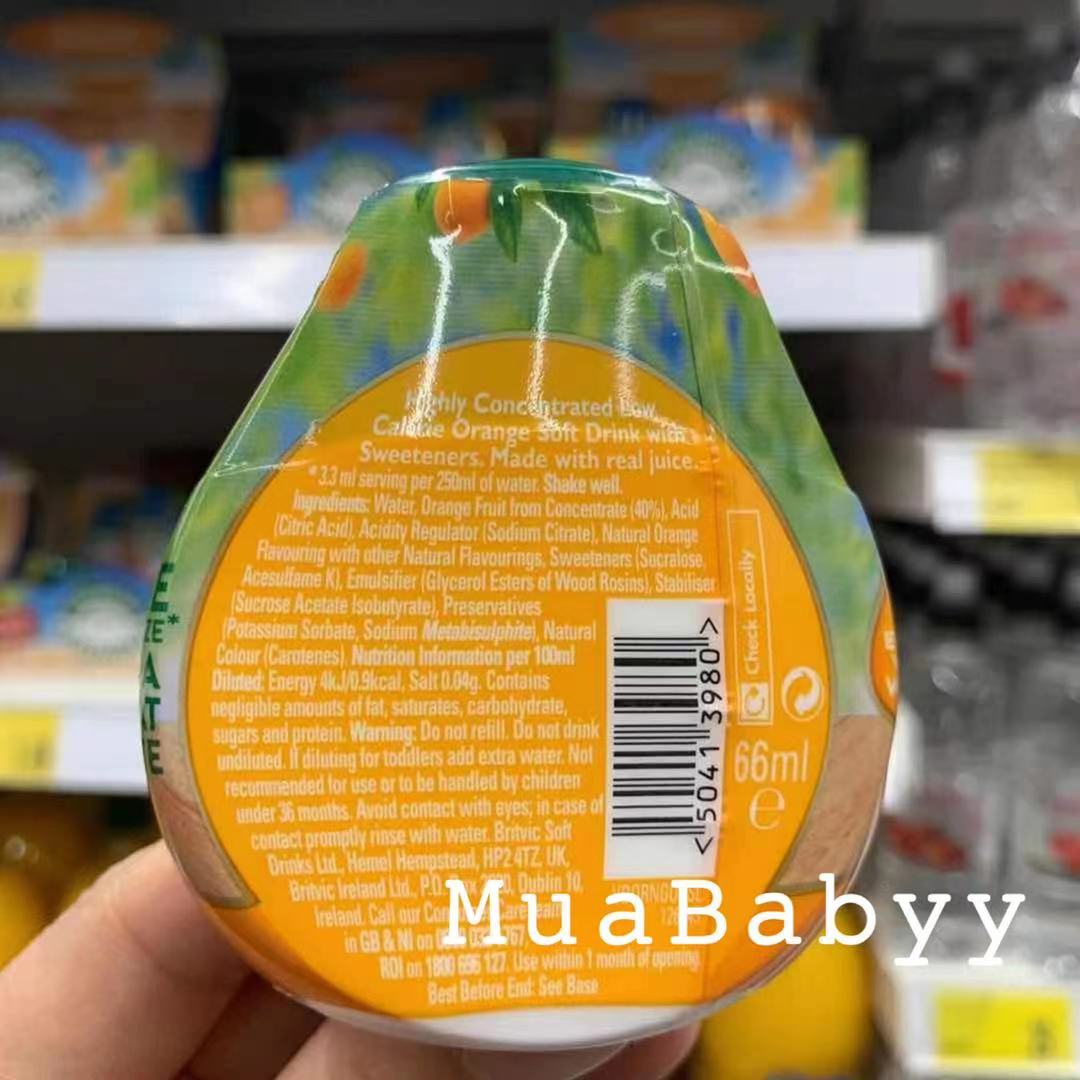 Highly Concentrated Low
Calorie Orange Soft Drink with
Sweeteners. Made with real juice.
*3.3 ml serving per 250ml of water. Shake well.
Ingredients: Water, Orange Fruit from Concentrate (40%), Acid
(Citric Acid), Acidity Regulator (Sodium Citrate), Natural Orange
Flavouring with other Natural Flavourings, Sweeteners (Sucralose,
Acesulfame K), Emulsifier (Glycerol Esters of Wood Rosins), Stabiliser
(Sucrose Acetate Isobutyrate), Preservatives
(Potassium Sorbate, Sodium Metabisulphite), Natural
Colour (Carotenes). Nutrition Information per 100ml
Diluted: Energy 4kJ/0.9kcal, Salt 0.04g. Contains
negligible amounts of fat, saturates, carbohydrate,
sugars and protein. Warning: Do not refill. Do not drink
undiluted. If diluting for toddlers add extra water. Not
recommended for use or to be handled by children
under 36 months. Avoid contact with eyes; in case of
contact promptly rinse with water. Britvic Soft
Drinks Ltd., Hemel Hempstead, HP2 4TZ, UK,
Britvic Ireland Ltd., P.O. Dublin 10,
Ireland. Call our
in GB & NI on
ROI on 1800 696 127. Use within 1 month of opening.
Best Before End: See Base
Check Locally
<5041"3980>
66ml
e
MuaBabyy